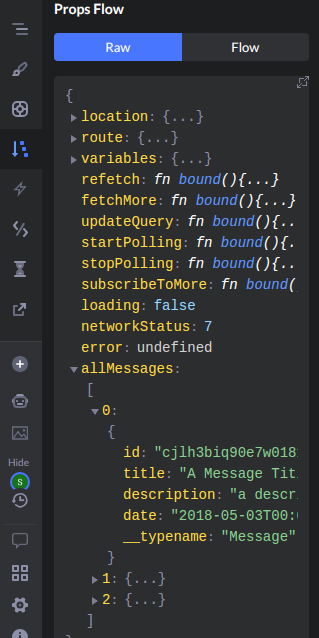 Props Flow
Raw Flow
{
location: {...}
route: {...}
variables: {...}
refetch: fn bound(){...}
fetchMore: fn bound(){...}
updateQuery: fn bound(){..
startPolling: fn bound(){..
stopPolling: fn bound(){..
subscribeToMore: fn bound(
loading: false
networkStatus: 7
error: undefined
allMessages:
[
0:
{
id: "cjlh3biq90e7w018
title: "A Message Tit
description: "a descr
date: "2018-05-03T00:
__typename: "Message"
}
1: {...}
2: {...}
]
Hide
S